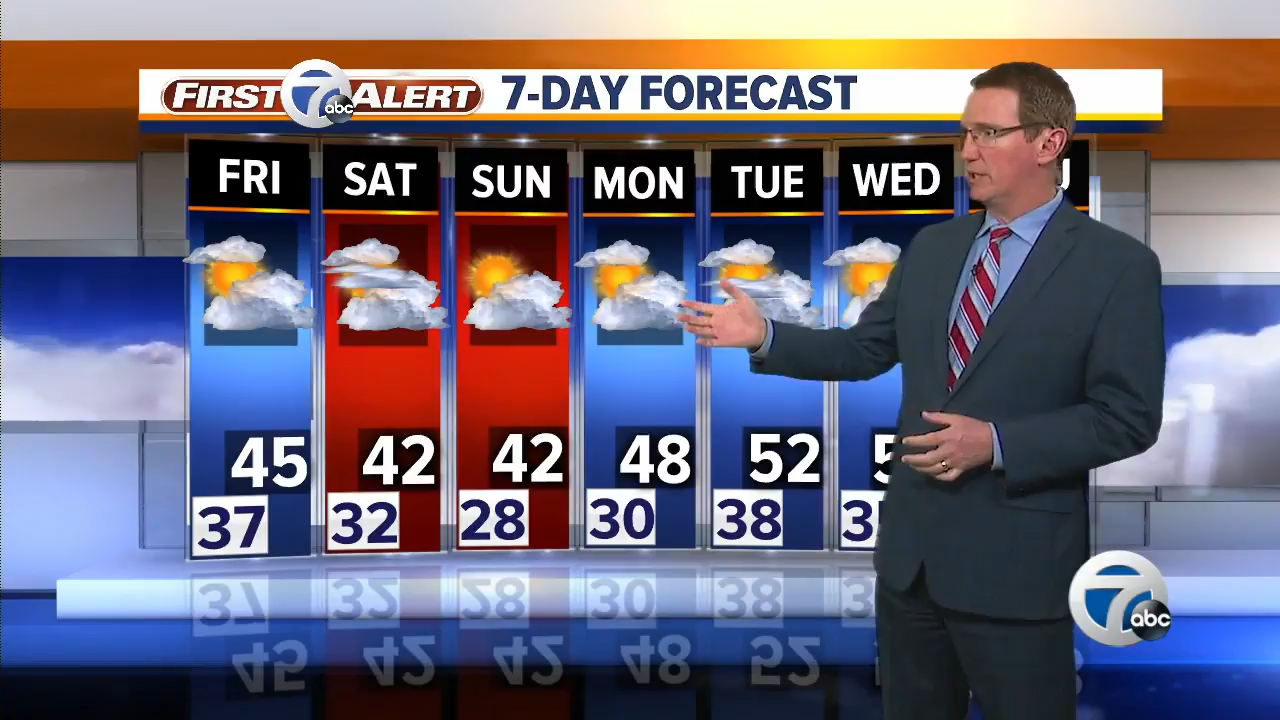 FIRST 7 abc ALERT 7-DAY FORECAST
FRI SAT SUN MON TUE WED
45 42 42 48 52
37 32 28 30 38
7 abc